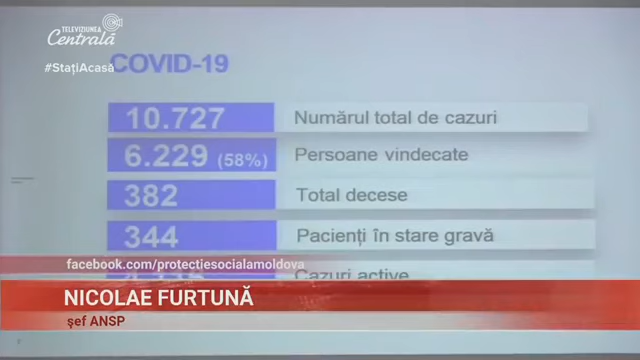 TELEVIZIUNEA
Centrală
#StațiAcasă
COVID-19
10.727 Numărul total de cazuri
6.229 (58%) Persoane vindecate
382 Total decese
344 Pacienți în stare gravă
Cazuri active
facebook.com/protectiesocialamoldova
NICOLAE FURTUNĂ
şef ANSP